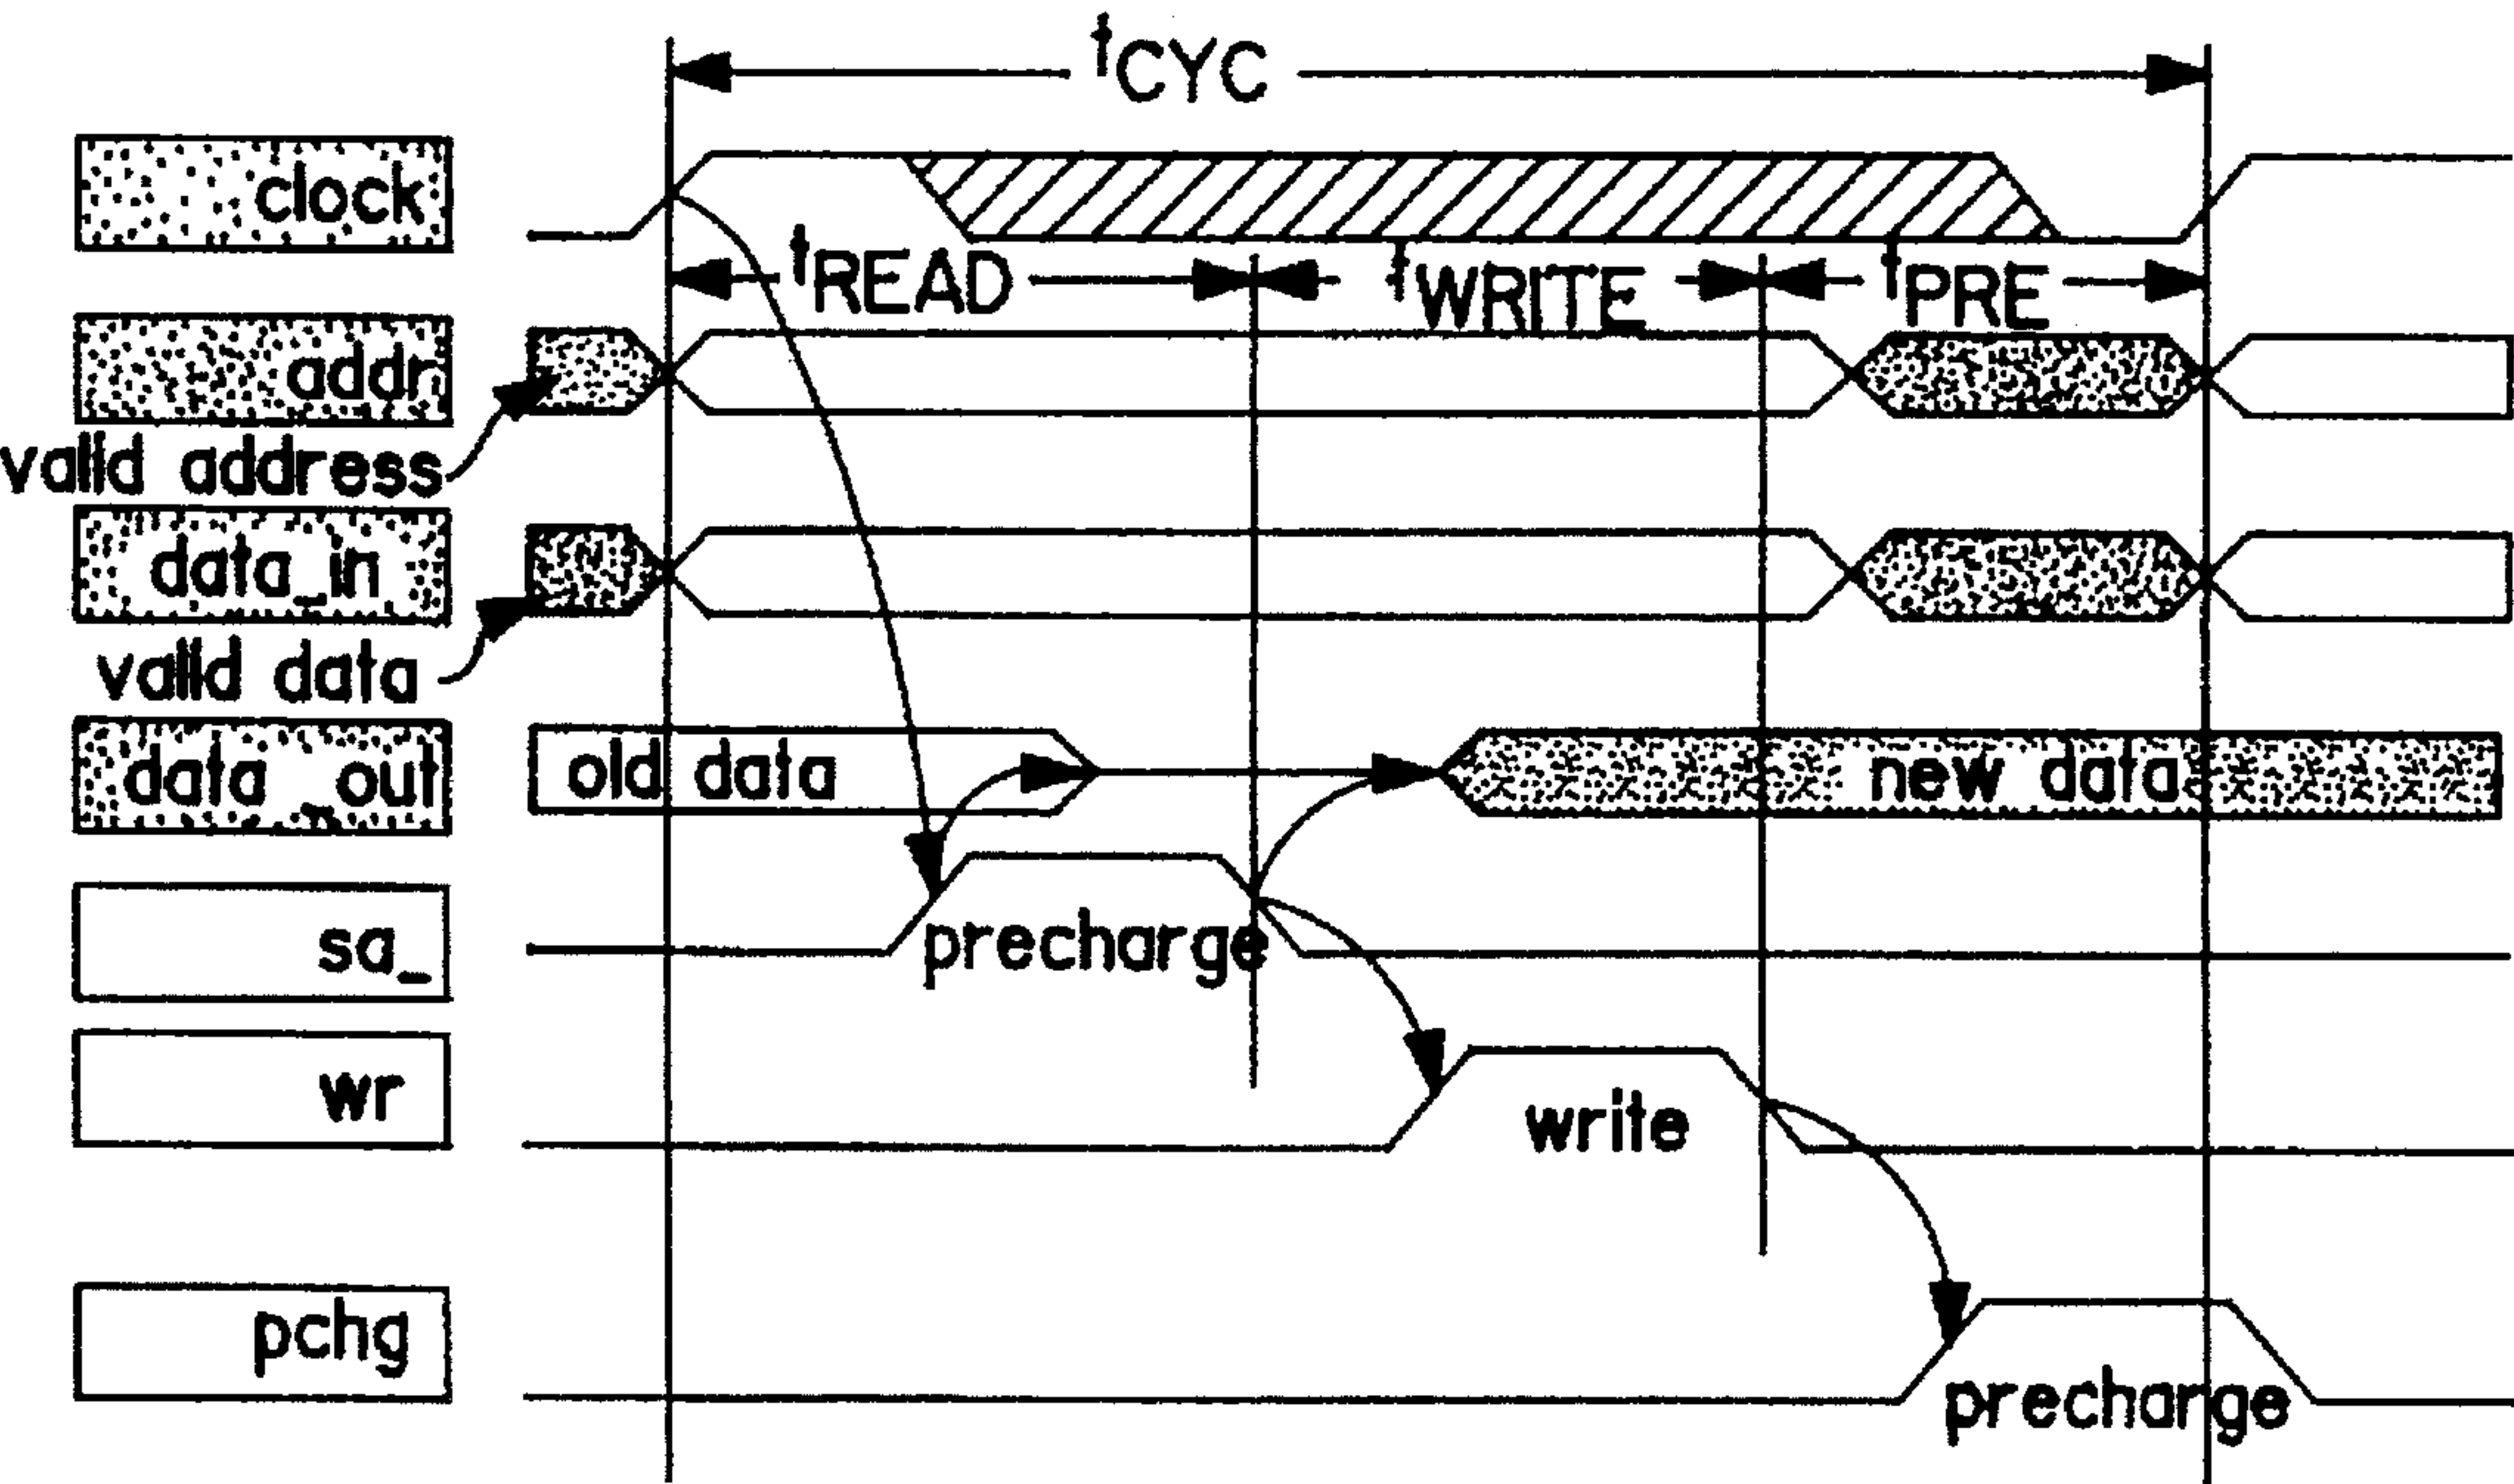 tCYC
clock
tREAD tWRITE tPRE
addr
valid address
data_in
valid data
data_out old data new data
sa_ precharge
wr write
pchg precharge